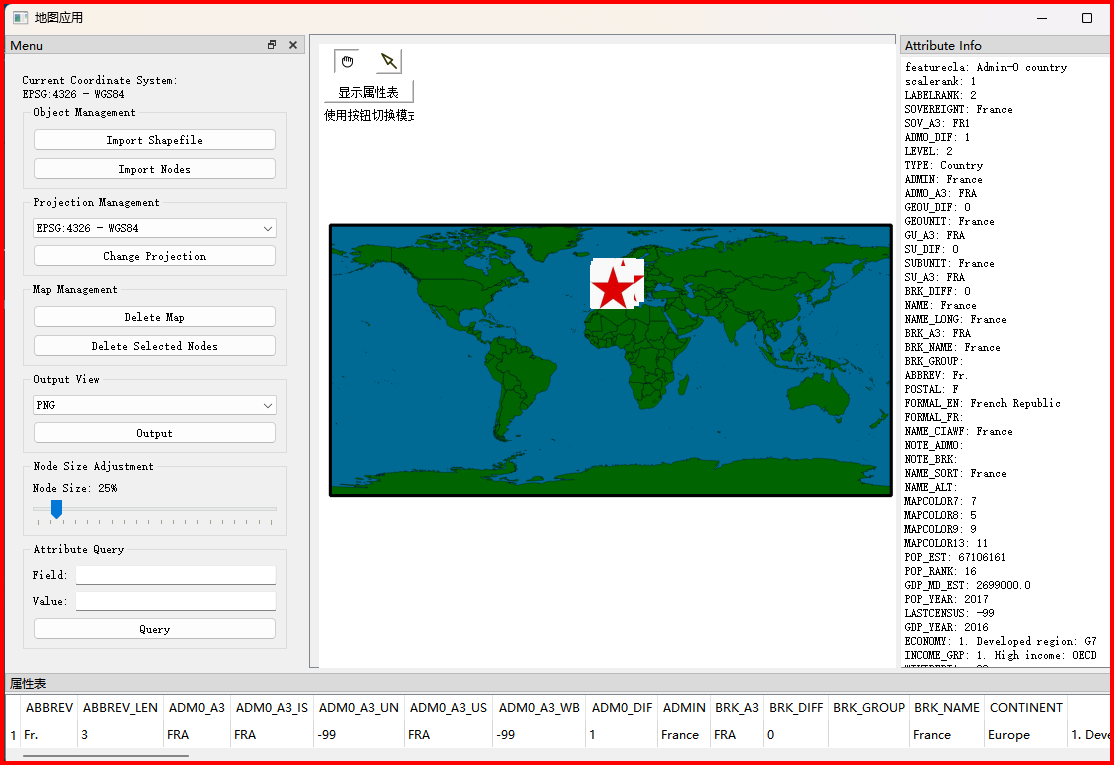 地图应用
Menu
Current Coordinate System:
EPSG:4326 - WGS84
Object Management
Import Shapefile
Import Nodes
Projection Management
EPSG:4326 - WGS84
Change Projection
Map Management
Delete Map
Delete Selected Nodes
Output View
PNG
Output
Node Size Adjustment
Node Size: 25%
Attribute Query
Field:
Value:
Query
显示属性表
使用按钮切换模式
Attribute Info
featurecla: Admin-0 country
scalerank: 1
LABELRANK: 2
SOVEREIGNT: France
SOV_A3: FR1
ADM0_DIF: 1
LEVEL: 2
TYPE: Country
ADMIN: France
ADM0_A3: FRA
GEOU_DIF: 0
GEOUNIT: France
GU_A3: FRA
SU_DIF: 0
SUBUNIT: France
SU_A3: FRA
BRK_DIFF: 0
NAME: France
NAME_LONG: France
BRK_A3: FRA
BRK_NAME: France
BRK_GROUP:
ABBREV: Fr.
POSTAL: F
FORMAL_EN: French Republic
FORMAL_FR:
NAME_CIAWF: France
NOTE_ADM0:
NOTE_BRK:
NAME_SORT: France
NAME_ALT:
MAPCOLOR7: 7
MAPCOLOR8: 5
MAPCOLOR9: 9
MAPCOLOR13: 11
POP_EST: 67106161
POP_RANK: 16
GDP_MD_EST: 2699000.0
POP_YEAR: 2017
LASTCENSUS: -99
GDP_YEAR: 2016
ECONOMY: 1. Developed region: G7
INCOME_GRP: 1. High income: OECD
属性表
ABBREV ABBREV_LEN ADM0_A3 ADM0_A3_IS ADM0_A3_UN ADM0_A3_US ADM0_A3_WB ADM0_DIF ADMIN BRK_A3 BRK_DIFF BRK_GROUP BRK_NAME CONTINENT
1 Fr. 3 FRA FRA -99 FRA -99 1 France FRA 0 France Europe 1. Deve